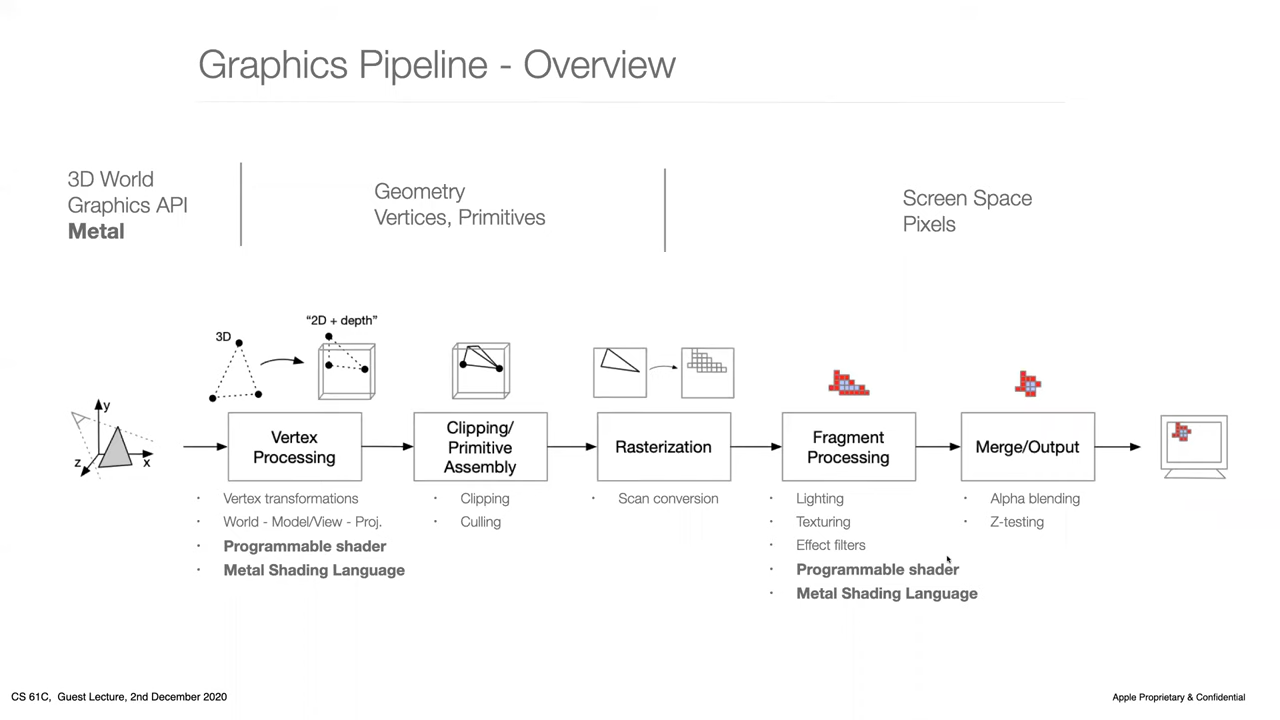 Graphics Pipeline - Overview
3D World
Graphics API
Metal
Geometry
Vertices, Primitives
Screen Space
Pixels
3D
“2D + depth”
y
z
x
Vertex
Processing
Clipping/
Primitive
Assembly
Rasterization
Fragment
Processing
Merge/Output
· Vertex transformations
· World - Model/View - Proj.
· Programmable shader
· Metal Shading Language
· Clipping
· Culling
· Scan conversion
· Lighting
· Texturing
· Effect filters
· Programmable shader
· Metal Shading Language
· Alpha blending
· Z-testing
CS 61C, Guest Lecture, 2nd December 2020
Apple Proprietary & Confidential